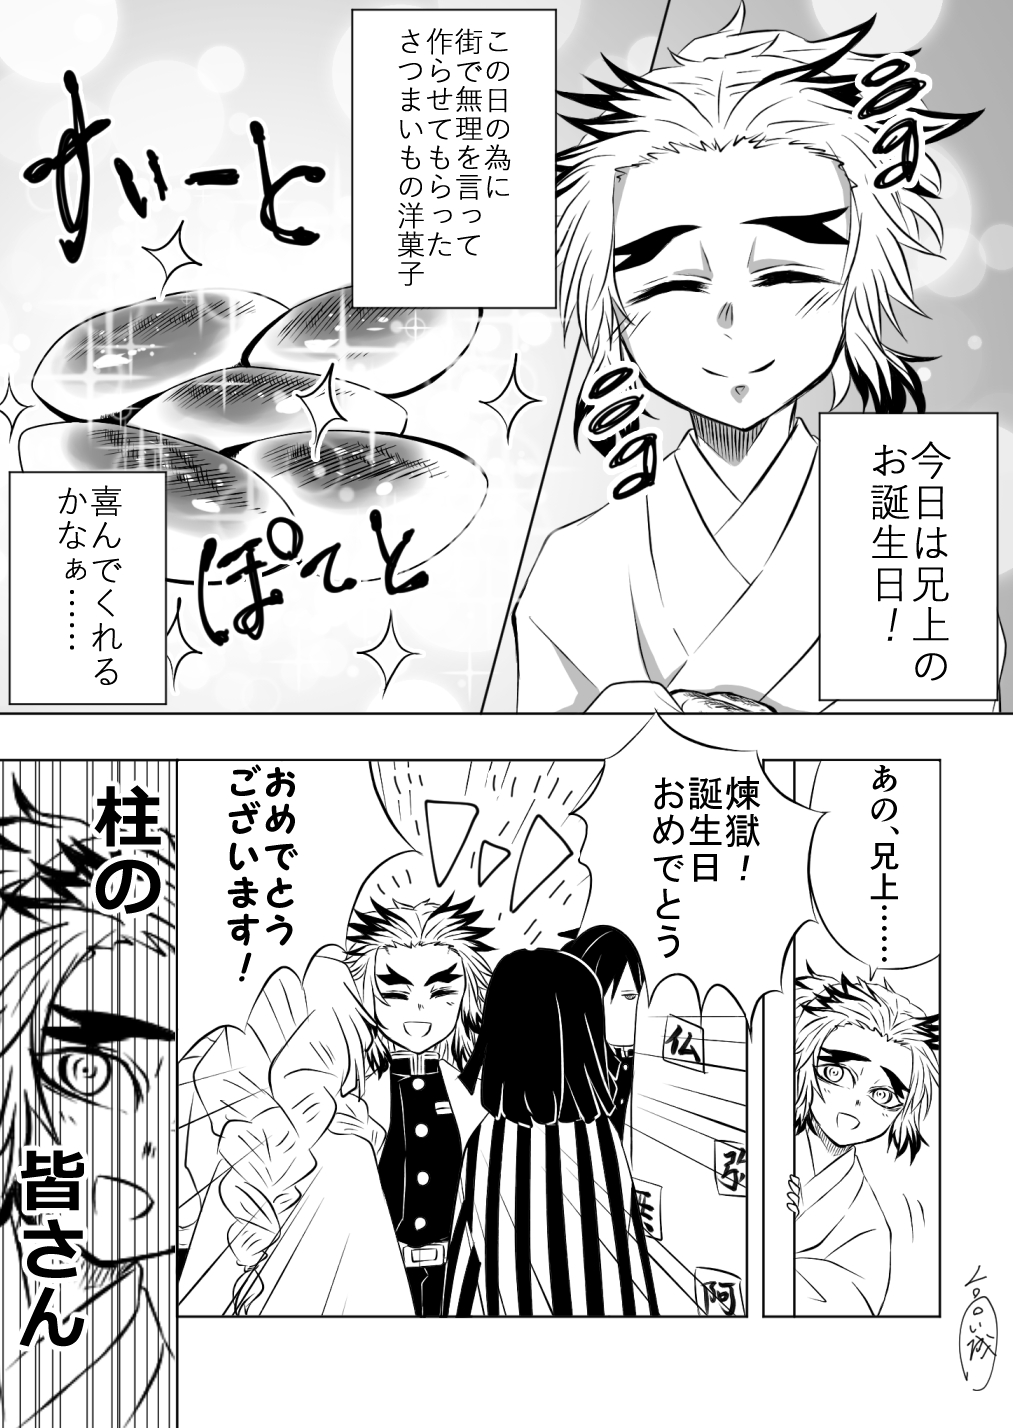 今日は兄上の
お誕生日！
この日の為に
街で無理を言って
作らせてもらった
さつまいもの洋菓子
すいーと
ぽてと
喜んでくれる
かなぁ……
あの、兄上……
煉獄！
誕生日
おめでとう
仏
弥
阿
おめでとう
ございます！
柱の
皆さん